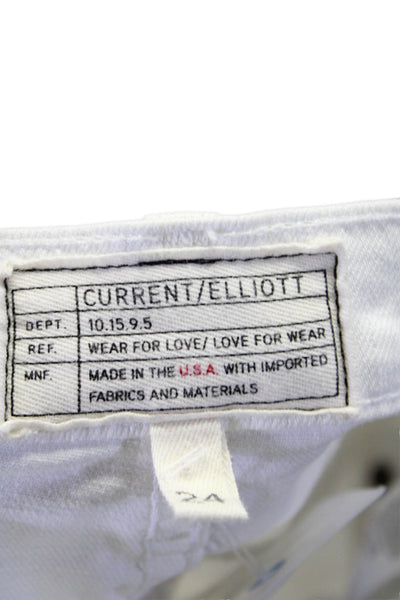 CURRENT/ELLIOTT
DEPT. 10.15.9.5
REF. WEAR FOR LOVE/ LOVE FOR WEAR
MNF. MADE IN THE U.S.A. WITH IMPORTED
FABRICS AND MATERIALS
24